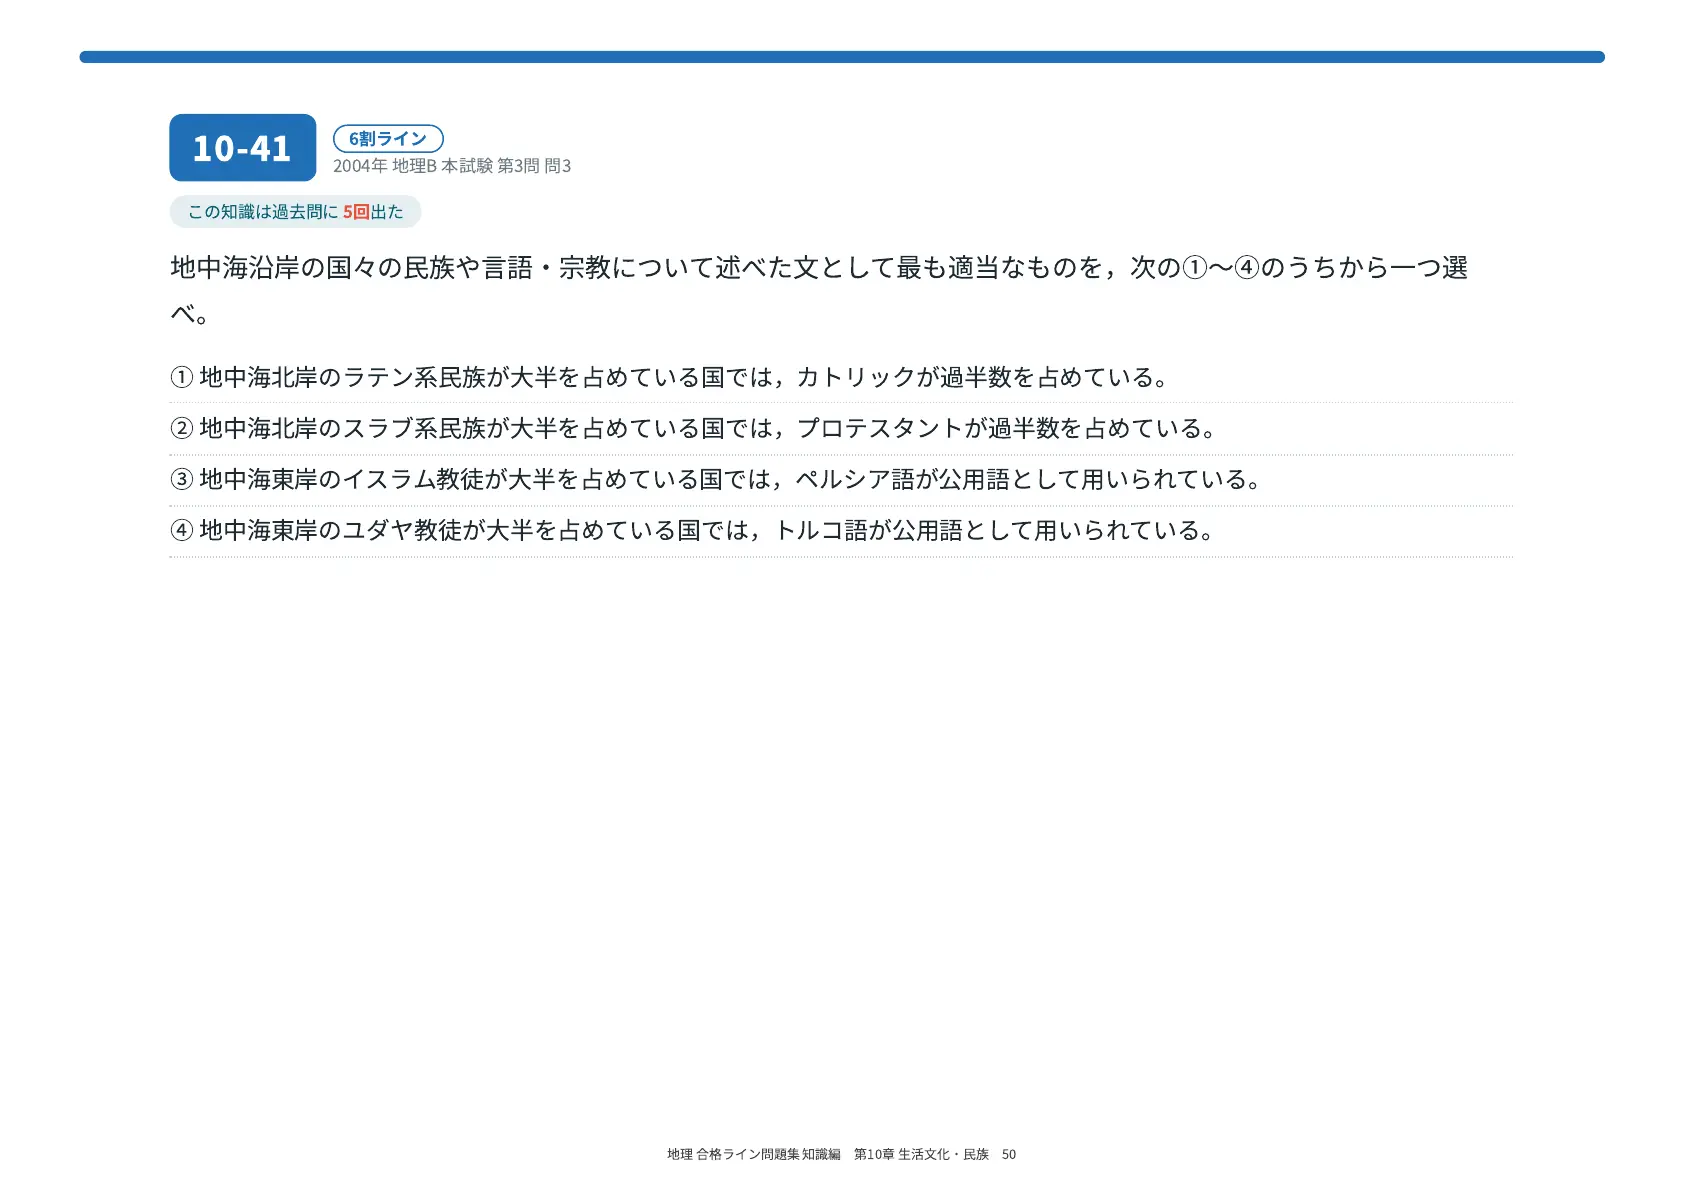 10-41
6割ライン
2004年 地理B 本試験 第3問 問3
この知識は過去問に 5回出た
地中海沿岸の国々の民族や言語・宗教について述べた文として最も適当なものを，次の①〜④のうちから一つ選
べ。
① 地中海北岸のラテン系民族が大半を占めている国では，カトリックが過半数を占めている。
② 地中海北岸のスラブ系民族が大半を占めている国では，プロテスタントが過半数を占めている。
③ 地中海東岸のイスラム教徒が大半を占めている国では，ペルシア語が公用語として用いられている。
④ 地中海東岸のユダヤ教徒が大半を占めている国では，トルコ語が公用語として用いられている。
地理 合格ライン問題集 知識編　第10章 生活文化・民族　50